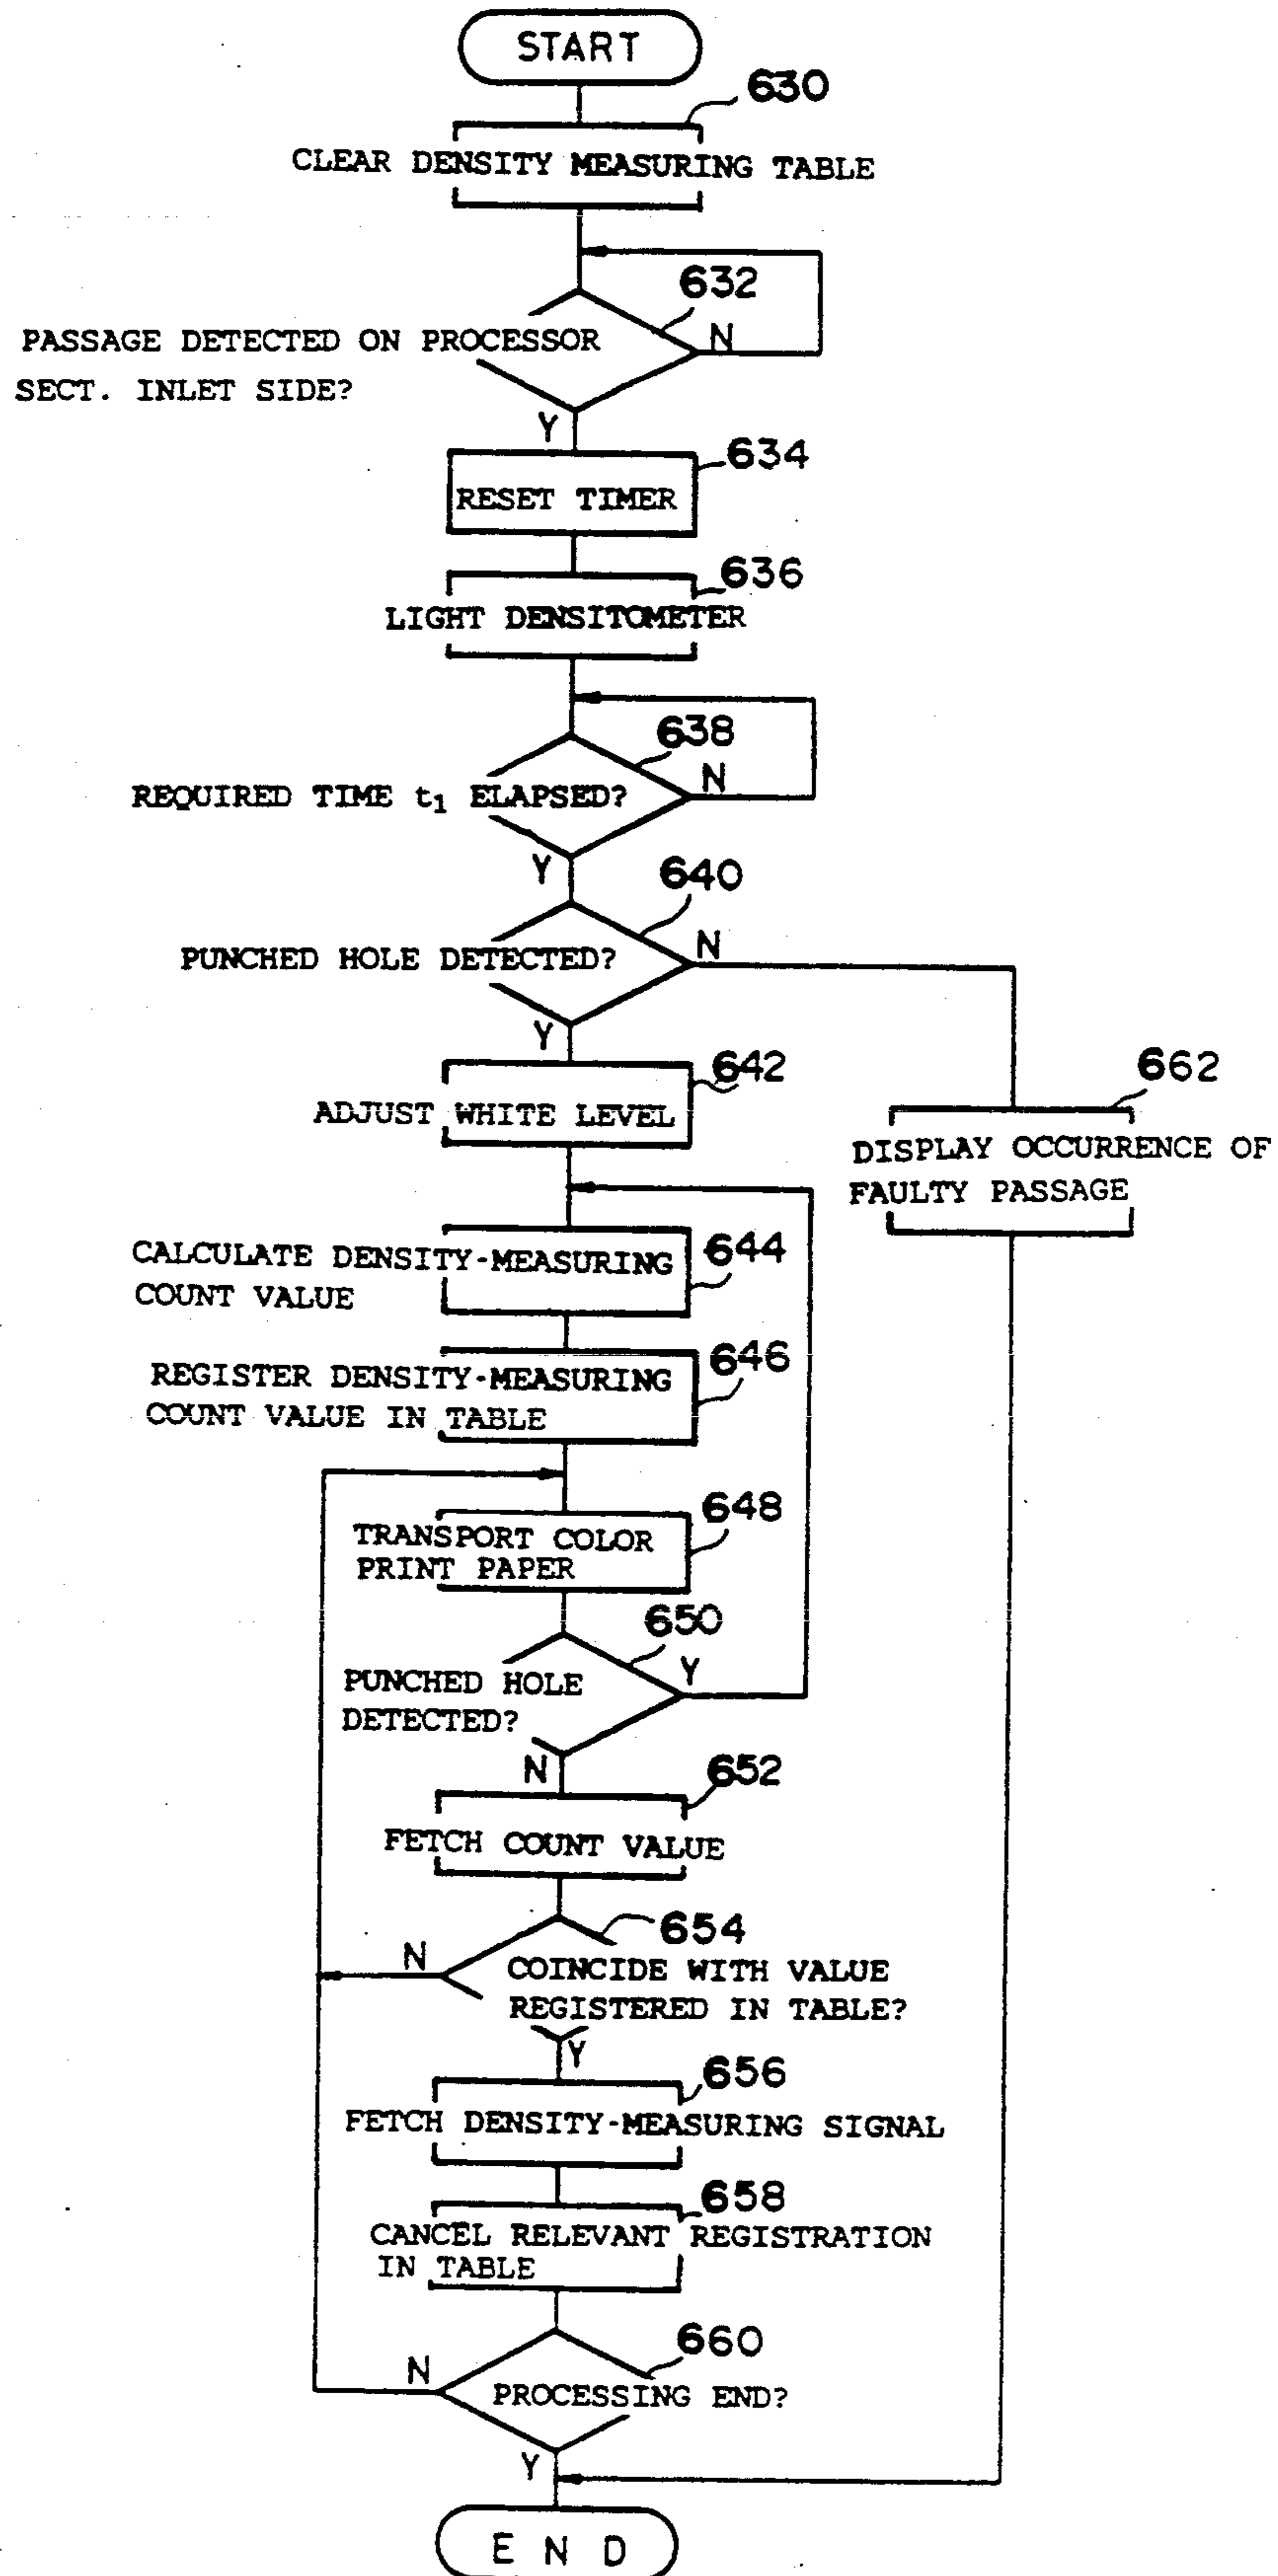 START
630
CLEAR DENSITY MEASURING TABLE
632
PASSAGE DETECTED ON PROCESSOR
SECT. INLET SIDE?
N
Y
634
RESET TIMER
636
LIGHT DENSITOMETER
638
REQUIRED TIME t1 ELAPSED?
N
Y
640
PUNCHED HOLE DETECTED?
N
Y
642
ADJUST WHITE LEVEL
662
DISPLAY OCCURRENCE OF
FAULTY PASSAGE
644
CALCULATE DENSITY-MEASURING
COUNT VALUE
646
REGISTER DENSITY-MEASURING
COUNT VALUE IN TABLE
648
TRANSPORT COLOR
PRINT PAPER
650
PUNCHED HOLE
DETECTED?
Y
N
652
FETCH COUNT VALUE
654
N
COINCIDE WITH VALUE
REGISTERED IN TABLE?
Y
656
FETCH DENSITY-MEASURING SIGNAL
658
CANCEL RELEVANT REGISTRATION
IN TABLE
660
N
PROCESSING END?
Y
END